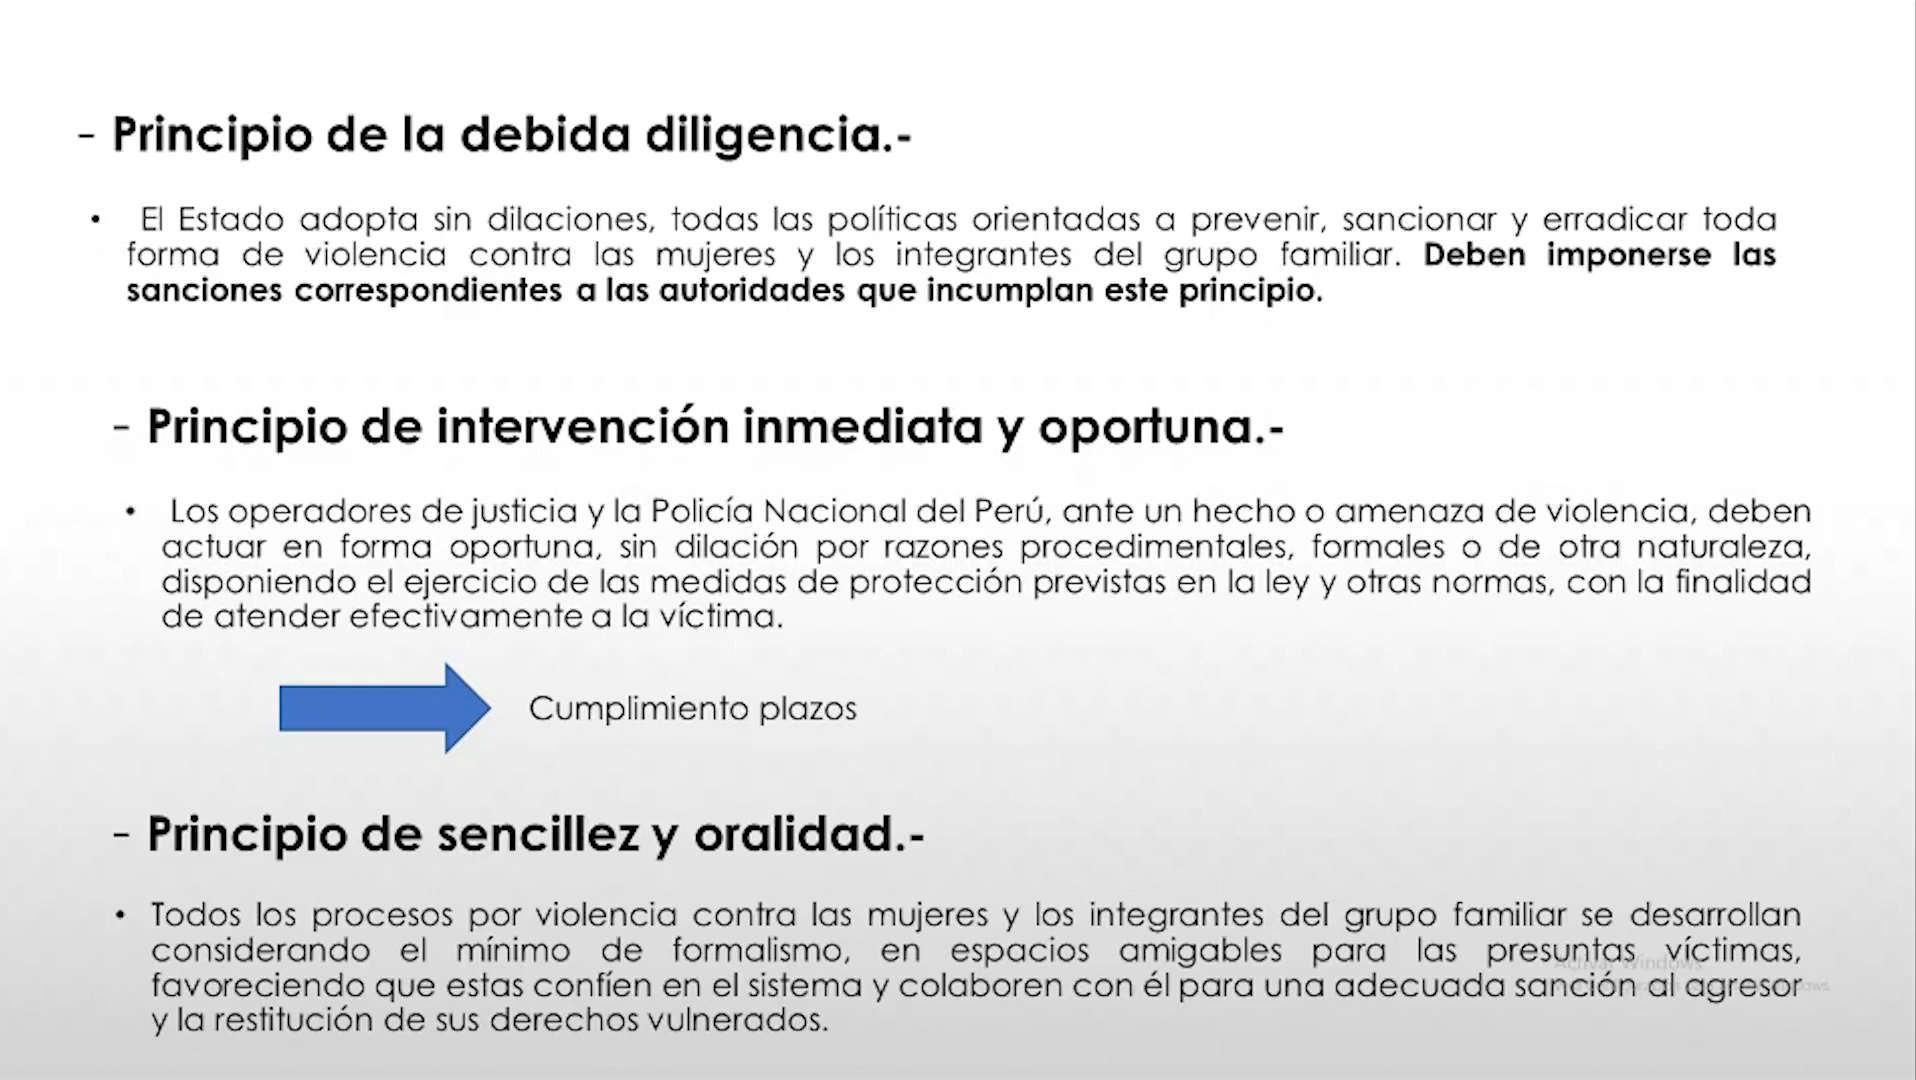 - Principio de la debida diligencia.-
• El Estado adopta sin dilaciones, todas las políticas orientadas a prevenir, sancionar y erradicar toda
forma de violencia contra las mujeres y los integrantes del grupo familiar. Deben imponerse las
sanciones correspondientes a las autoridades que incumplan este principio.
- Principio de intervención inmediata y oportuna.-
• Los operadores de justicia y la Policía Nacional del Perú, ante un hecho o amenaza de violencia, deben
actuar en forma oportuna, sin dilación por razones procedimentales, formales o de otra naturaleza,
disponiendo el ejercicio de las medidas de protección previstas en la ley y otras normas, con la finalidad
de atender efectivamente a la víctima.
Cumplimiento plazos
- Principio de sencillez y oralidad.-
• Todos los procesos por violencia contra las mujeres y los integrantes del grupo familiar se desarrollan
considerando el mínimo de formalismo, en espacios amigables para las presuntas víctimas,
favoreciendo que estas confíen en el sistema y colaboren con él para una adecuada sanción al agresor
y la restitución de sus derechos vulnerados.
Activar Windows